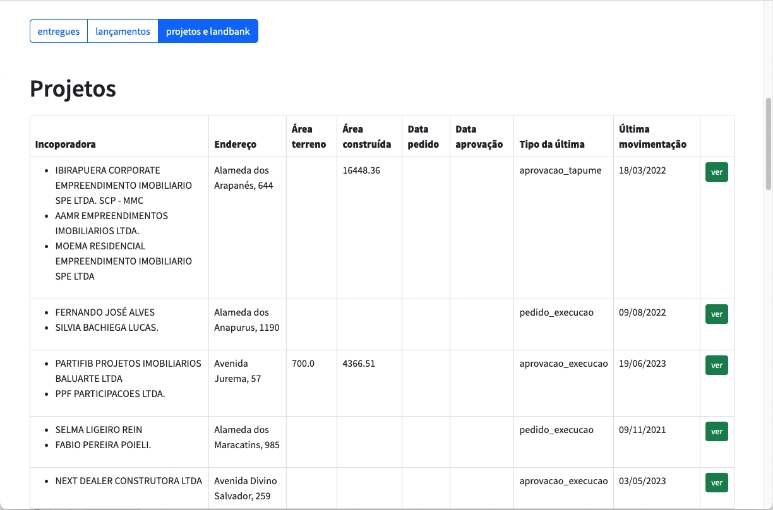 entregues lançamentos projetos e landbank
Projetos
Incoporadora Endereço Área terreno Área construída Data pedido Data aprovação Tipo da última Última movimentação
IBIRAPUERA CORPORATE EMPREENDIMENTO IMOBILIARIO SPE LTDA. SCP - MMC
AAMR EMPREENDIMENTOS IMOBILIARIOS LTDA.
MOEMA RESIDENCIAL EMPREENDIMENTO IMOBILIARIO SPE LTDA
Alameda dos Arapanés, 644
16448.36
aprovacao_tapume
18/03/2022
ver
FERNANDO JOSÉ ALVES
SILVIA BACHIEGA LUCAS.
Alameda dos Anapurus, 1190
pedido_execucao
09/08/2022
ver
PARTIFIB PROJETOS IMOBILIARIOS BALUARTE LTDA
PPF PARTICIPACOES LTDA.
Avenida Jurema, 57
700.0
4366.51
aprovacao_execucao
19/06/2023
ver
SELMA LIGEIRO REIN
FABIO PEREIRA POIELI.
Alameda dos Maracatins, 985
pedido_execucao
09/11/2021
ver
NEXT DEALER CONSTRUTORA LTDA
Avenida Divino Salvador, 259
aprovacao_execucao
03/05/2023
ver